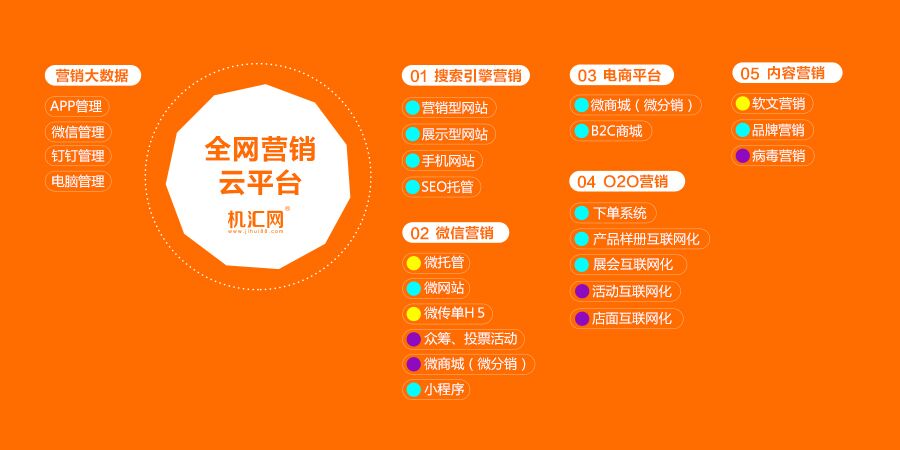 营销大数据
APP管理
微信管理
钉钉管理
电脑管理
全网营销
云平台
机汇网®
www.jihui88.com
01 搜索引擎营销
营销型网站
展示型网站
手机网站
SEO托管
02 微信营销
微托管
微网站
微传单H5
众筹、投票活动
微商城（微分销）
小程序
03 电商平台
微商城（微分销）
B2C商城
04 O2O营销
下单系统
产品样册互联网化
展会互联网化
活动互联网化
店面互联网化
05 内容营销
软文营销
品牌营销
病毒营销